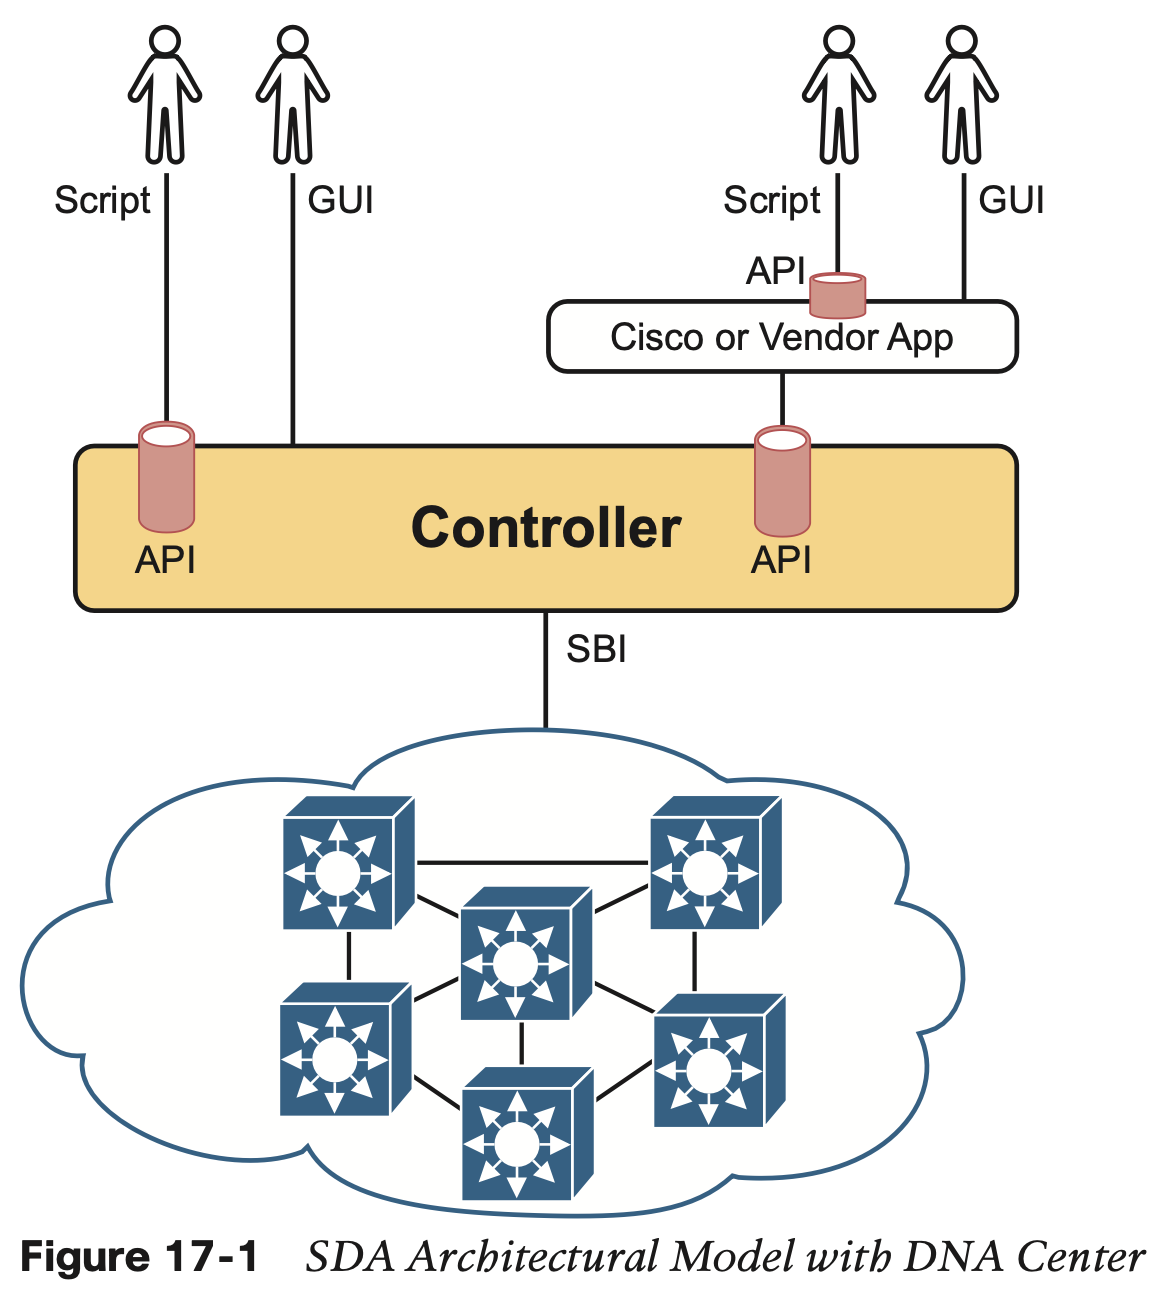 Script
GUI
Script
GUI
API
Cisco or Vendor App
Controller
API
API
SBI
Figure 17-1 SDA Architectural Model with DNA Center